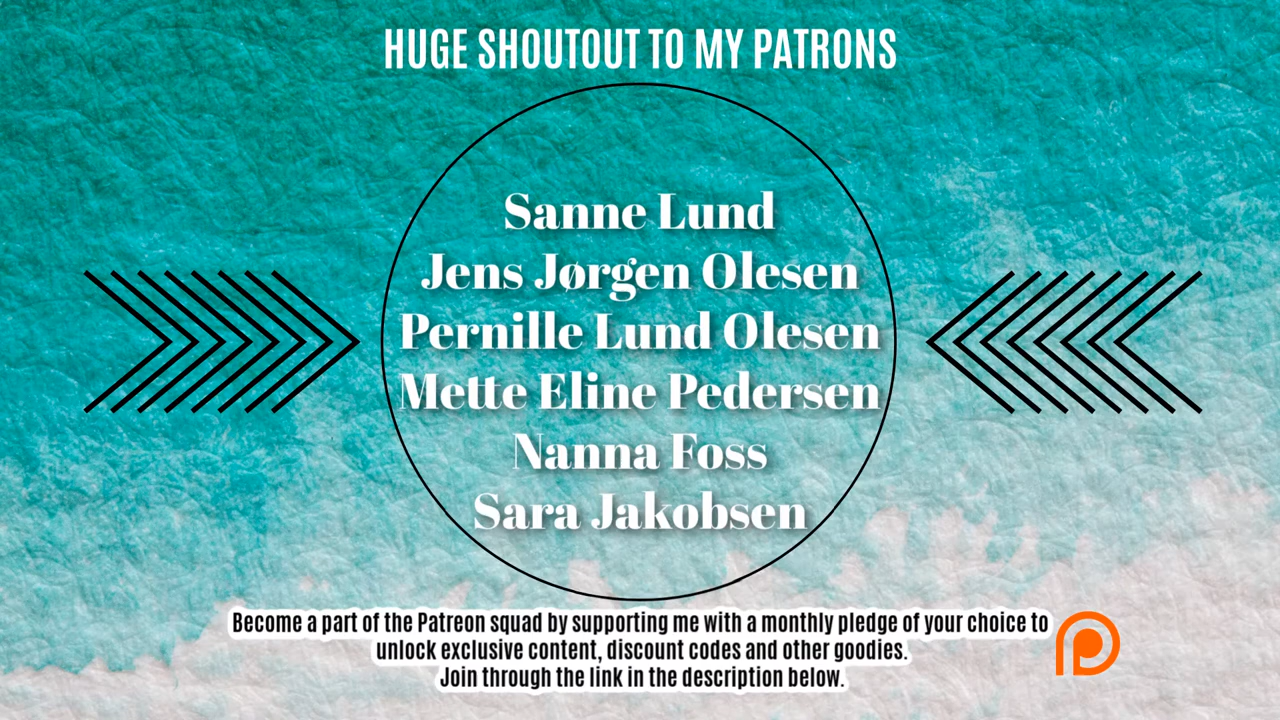 HUGE SHOUTOUT TO MY PATRONS
Sanne Lund
Jens Jørgen Olesen
Pernille Lund Olesen
Mette Eline Pedersen
Nanna Foss
Sara Jakobsen
Become a part of the Patreon squad by supporting me with a monthly pledge of your choice to
unlock exclusive content, discount codes and other goodies.
Join through the link in the description below.